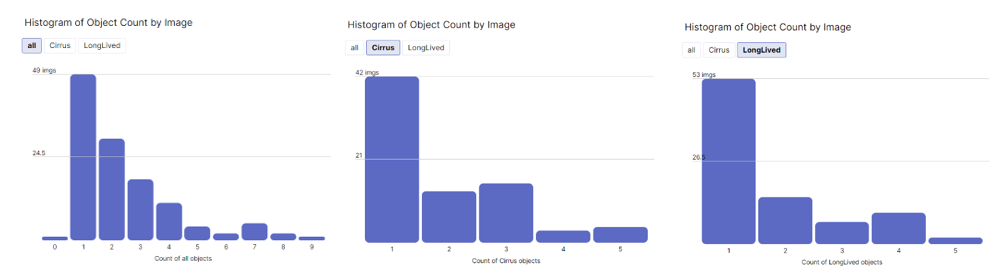 Histogram of Object Count by Image
all Cirrus LongLived
49 imgs
24.5
0 1 2 3 4 5 6 7 8 9
Count of all objects
Histogram of Object Count by Image
all Cirrus LongLived
42 imgs
21
1 2 3 4 5
Count of Cirrus objects
Histogram of Object Count by Image
all Cirrus LongLived
53 imgs
26.5
1 2 3 4 5
Count of LongLived objects